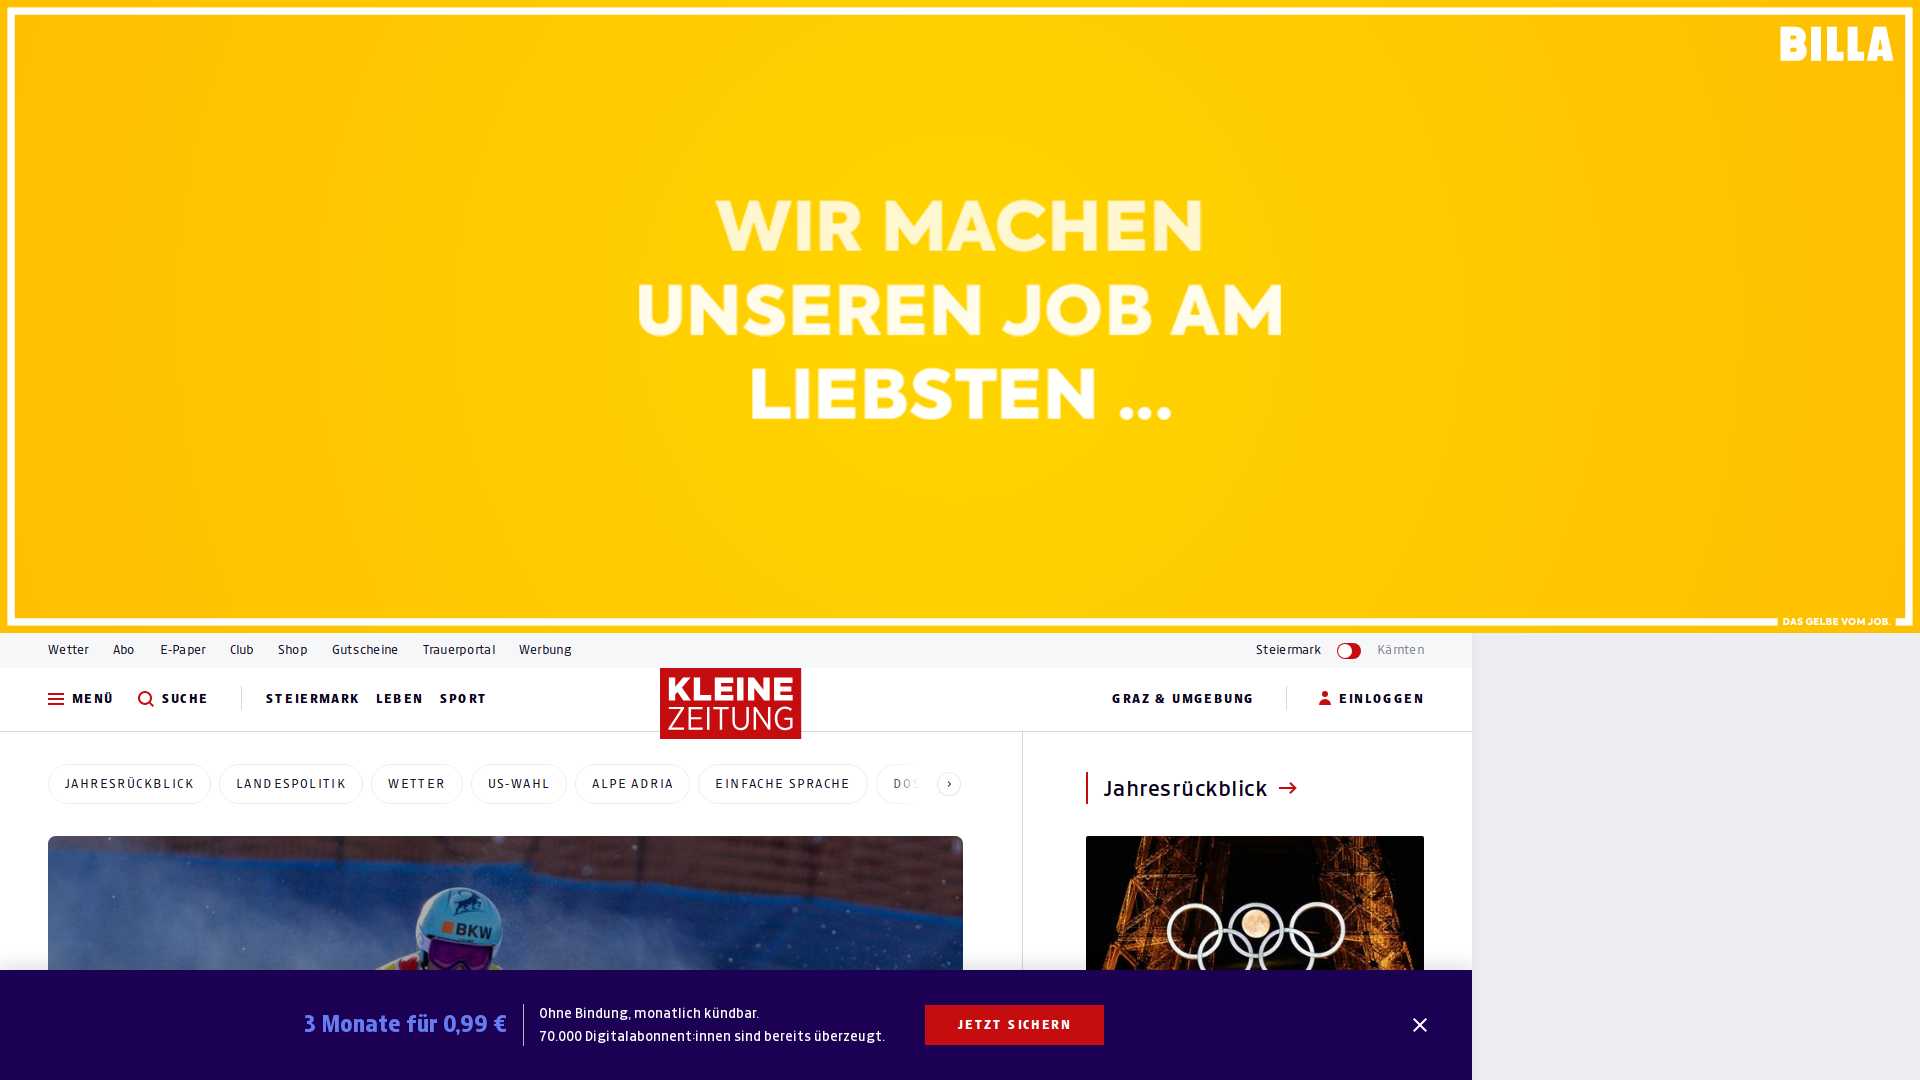 BILLA
WIR MACHEN
UNSEREN JOB AM
LIEBSTEN ...
DAS GELBE VOM JOB.
Wetter Abo E-Paper Club Shop Gutscheine Trauerportal Werbung Steiermark Kärnten
MENÜ SUCHE STEIERMARK LEBEN SPORT KLEINE ZEITUNG GRAZ & UMGEBUNG EINLOGGEN
JAHRESRÜCKBLICK LANDESPOLITIK WETTER US-WAHL ALPE ADRIA EINFACHE SPRACHE
Jahresrückblick
BKW
3 Monate für 0,99 €
Ohne Bindung, monatlich kündbar.
70.000 Digitalabonnent:innen sind bereits überzeugt.
JETZT SICHERN